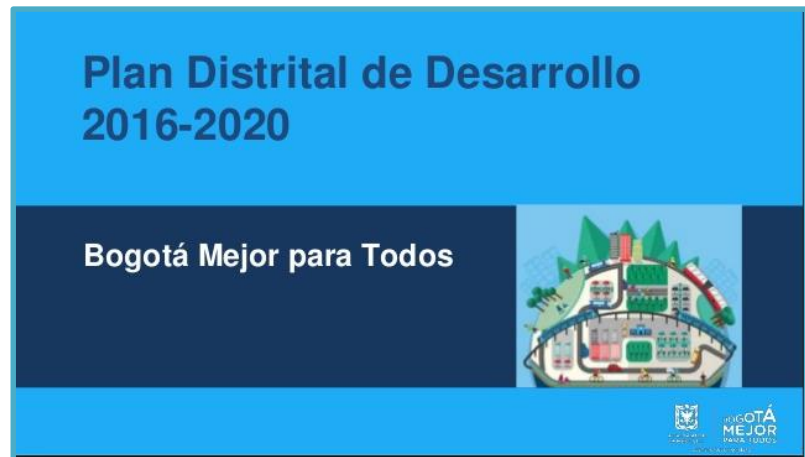 Plan Distrital de Desarrollo
2016-2020
Bogotá Mejor para Todos
BOGOTÁ
MEJOR
PARA TODOS